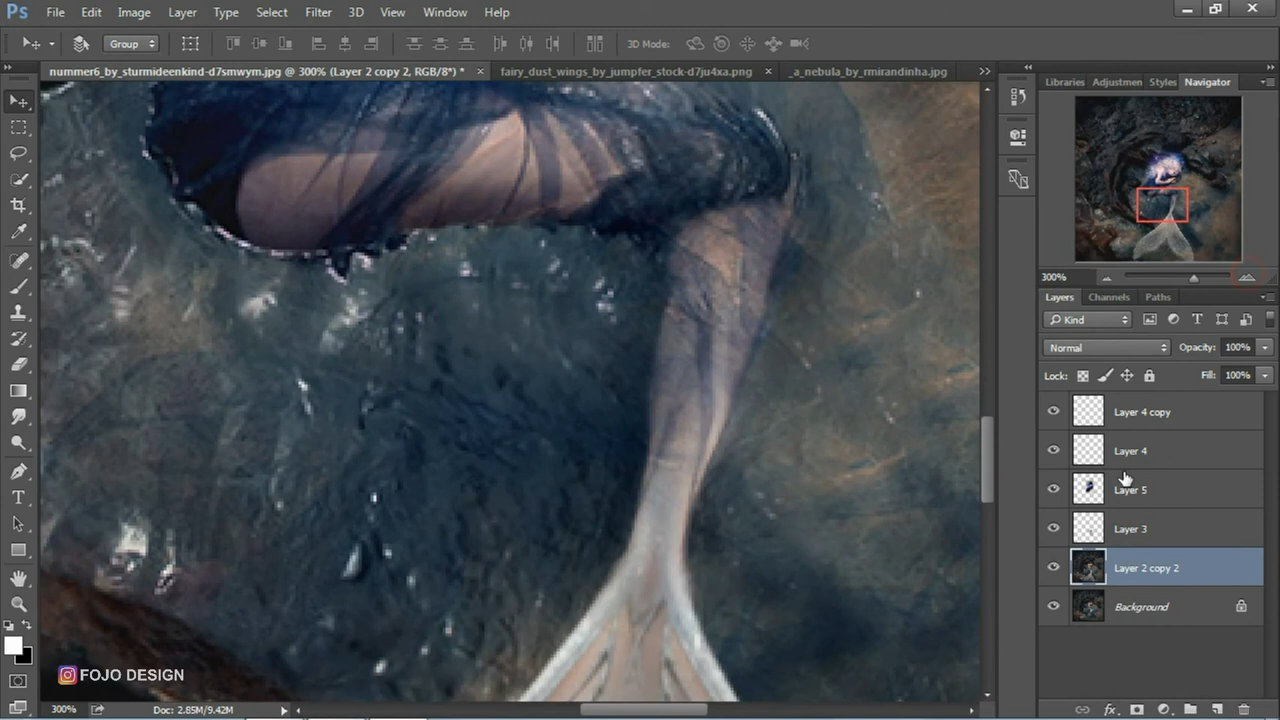 Ps File Edit Image Layer Type Select Filter 3D View Window Help
Group 3D Mode:
nummer6_by_sturmideenkind-d7smwym.jpg @ 300% (Layer 2 copy 2, RGB/8*) * × fairy_dust_wings_by_jumpfer_stock-d7ju4xa.png × _a_nebula_by_rmirandinha.jpg
Libraries Adjustmen Styles Navigator
300%
Layers Channels Paths
Kind
Normal Opacity: 100%
Lock: Fill: 100%
Layer 4 copy
Layer 4
Layer 5
Layer 3
Layer 2 copy 2
Background
FOJO DESIGN
300% Doc: 2.85M/9.42M
fx